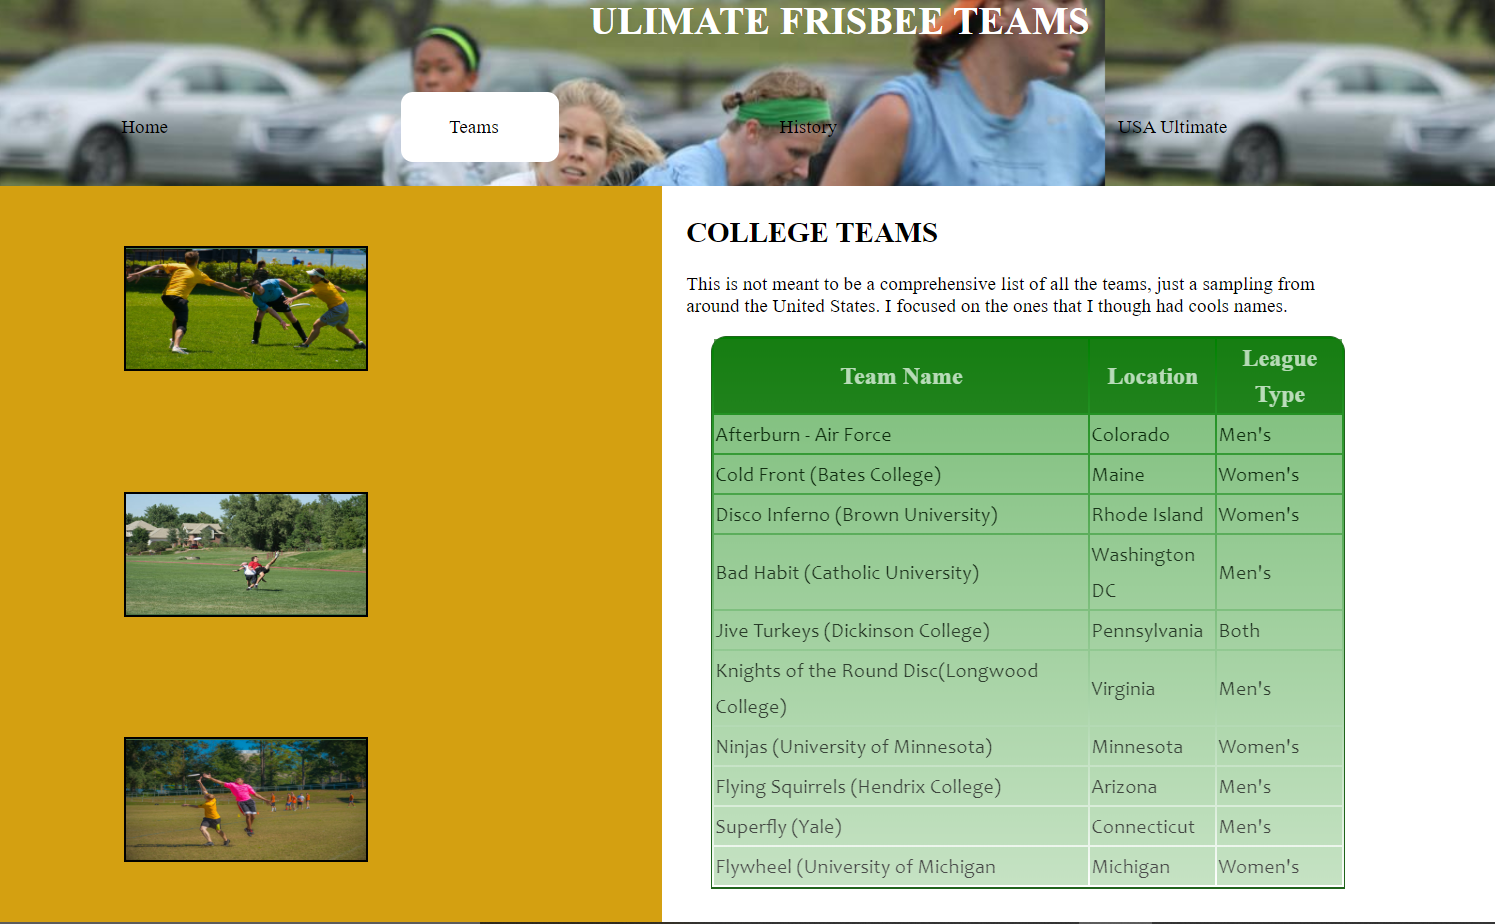 ULIMATE FRISBEE TEAMS
Home Teams History USA Ultimate
COLLEGE TEAMS
This is not meant to be a comprehensive list of all the teams, just a sampling from
around the United States. I focused on the ones that I though had cools names.
Team Name Location League
Type
Afterburn - Air Force Colorado Men's
Cold Front (Bates College) Maine Women's
Disco Inferno (Brown University) Rhode Island Women's
Bad Habit (Catholic University) Washington
DC Men's
Jive Turkeys (Dickinson College) Pennsylvania Both
Knights of the Round Disc(Longwood
College) Virginia Men's
Ninjas (University of Minnesota) Minnesota Women's
Flying Squirrels (Hendrix College) Arizona Men's
Superfly (Yale) Connecticut Men's
Flywheel (University of Michigan Michigan Women's